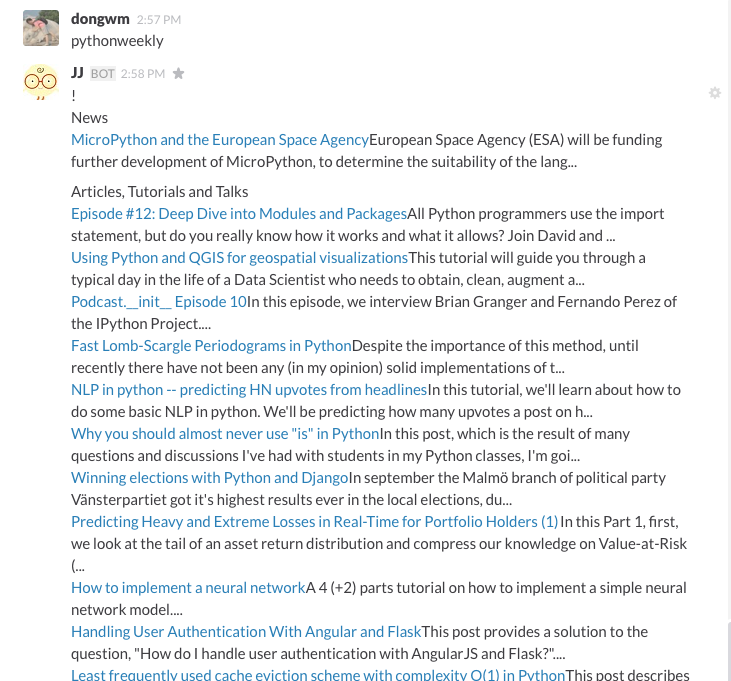 dongwm 2:57 PM
pythonweekly
JJ BOT 2:58 PM
!
News
MicroPython and the European Space AgencyEuropean Space Agency (ESA) will be funding
further development of MicroPython, to determine the suitability of the lang...
Articles, Tutorials and Talks
Episode #12: Deep Dive into Modules and PackagesAll Python programmers use the import
statement, but do you really know how it works and what it allows? Join David and ...
Using Python and QGIS for geospatial visualizationsThis tutorial will guide you through a
typical day in the life of a Data Scientist who needs to obtain, clean, augment a...
Podcast.__init__ Episode 10In this episode, we interview Brian Granger and Fernando Perez of
the IPython Project....
Fast Lomb-Scargle Periodograms in PythonDespite the importance of this method, until
recently there have not been any (in my opinion) solid implementations of t...
NLP in python -- predicting HN upvotes from headlinesIn this tutorial, we'll learn about how to
do some basic NLP in python. We'll be predicting how many upvotes a post on h...
Why you should almost never use "is" in PythonIn this post, which is the result of many
questions and discussions I've had with students in my Python classes, I'm goi...
Winning elections with Python and DjangoIn september the Malmö branch of political party
Vänsterpartiet got it's highest results ever in the local elections, du...
Predicting Heavy and Extreme Losses in Real-Time for Portfolio Holders (1)In this Part 1, first,
we look at the tail of an asset return distribution and compress our knowledge on Value-at-Risk
(...
How to implement a neural networkA 4 (+2) parts tutorial on how to implement a simple neural
network model....
Handling User Authentication With Angular and FlaskThis post provides a solution to the
question, "How do I handle user authentication with AngularJS and Flask?"....
Least frequently used cache eviction scheme with complexity O(1) in PythonThis post describes